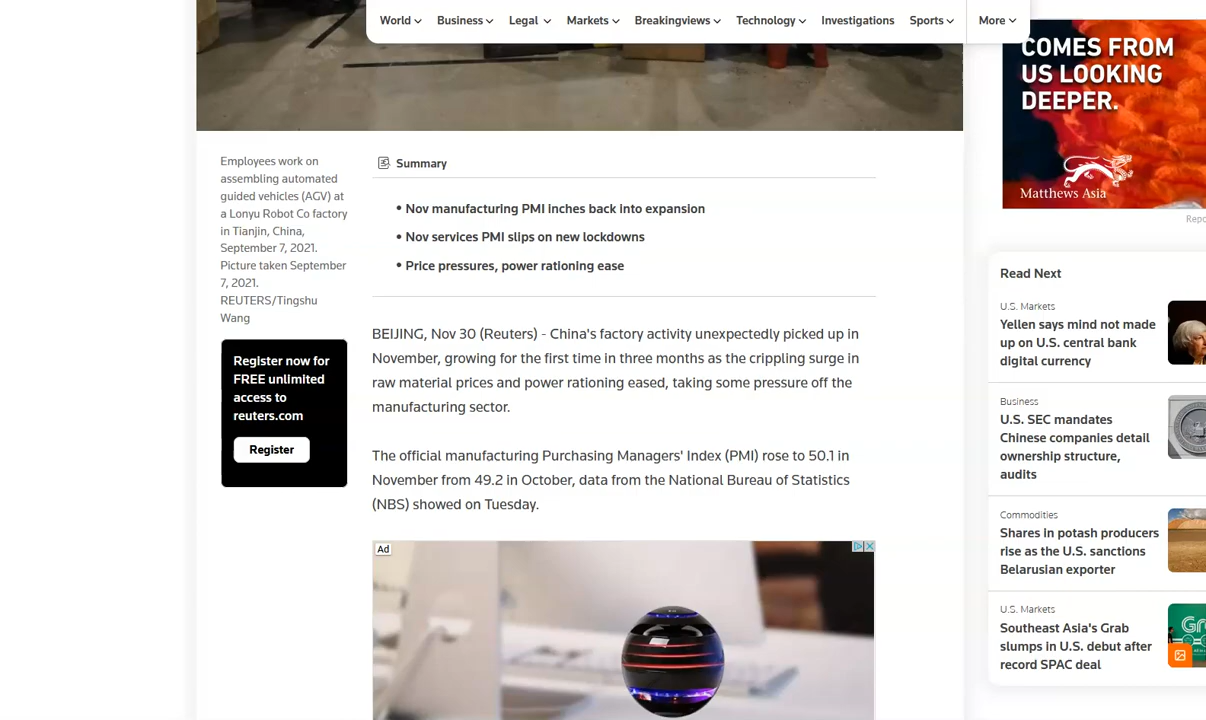 World
Business
Legal
Markets
Breakingviews
Technology
Investigations
Sports
More
COMES FROM
US LOOKING
DEEPER.
Matthews Asia
Employees work on
assembling automated
guided vehicles (AGV) at
a Lonyu Robot Co factory
in Tianjin, China,
September 7, 2021.
Picture taken September
7, 2021.
REUTERS/Tingshu
Wang
Register now for
FREE unlimited
access to
reuters.com
Register
Summary
• Nov manufacturing PMI inches back into expansion
• Nov services PMI slips on new lockdowns
• Price pressures, power rationing ease
BEIJING, Nov 30 (Reuters) - China's factory activity unexpectedly picked up in
November, growing for the first time in three months as the crippling surge in
raw material prices and power rationing eased, taking some pressure off the
manufacturing sector.
The official manufacturing Purchasing Managers' Index (PMI) rose to 50.1 in
November from 49.2 in October, data from the National Bureau of Statistics
(NBS) showed on Tuesday.
Ad
Repo
Read Next
U.S. Markets
Yellen says mind not made
up on U.S. central bank
digital currency
Business
U.S. SEC mandates
Chinese companies detail
ownership structure,
audits
Commodities
Shares in potash producers
rise as the U.S. sanctions
Belarusian exporter
U.S. Markets
Southeast Asia's Grab
slumps in U.S. debut after
record SPAC deal